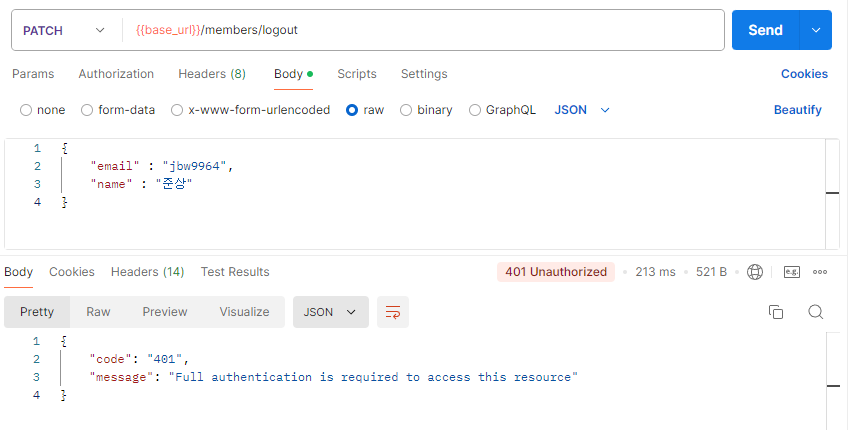 PATCH {{base_url}}/members/logout Send
Params Authorization Headers (8) Body Scripts Settings Cookies
none form-data x-www-form-urlencoded raw binary GraphQL JSON Beautify
1 {
2 "email" : "jbw9964",
3 "name" : "준상"
4 }
Body Cookies Headers (14) Test Results 401 Unauthorized 213 ms 521 B e.g.
Pretty Raw Preview Visualize JSON
1 {
2 "code": "401",
3 "message": "Full authentication is required to access this resource"
4 }